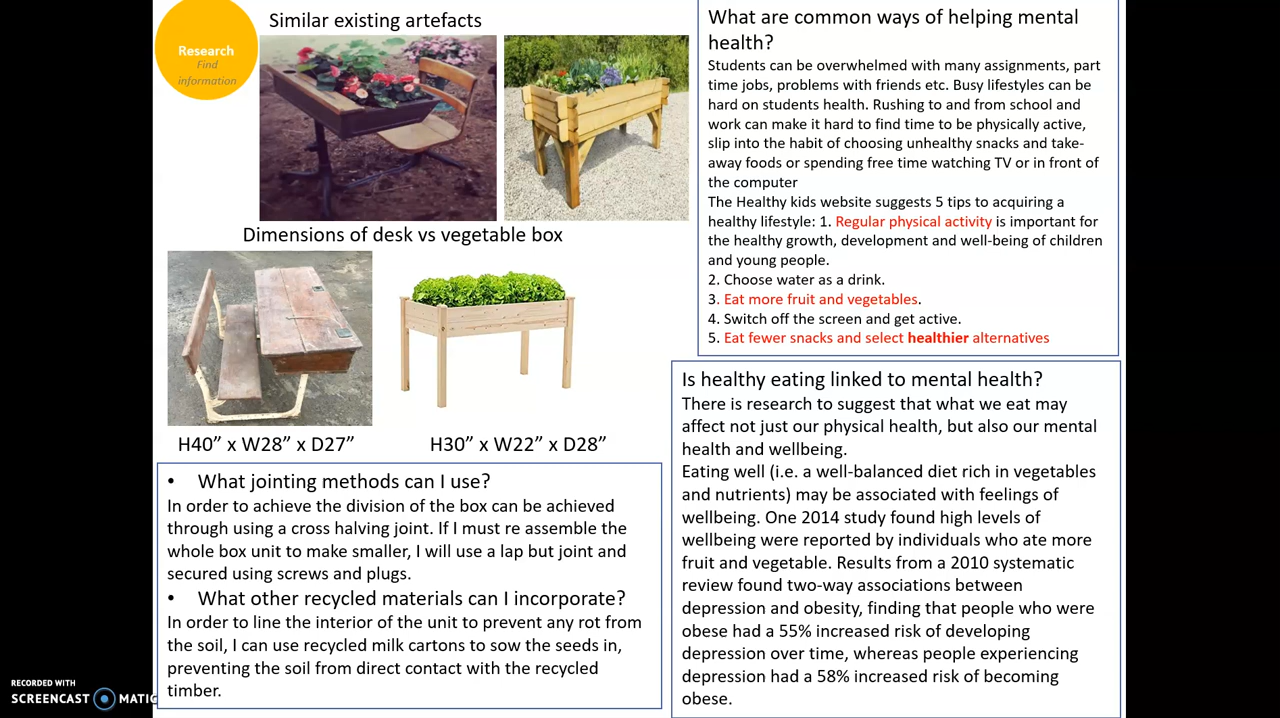 Research
Find
information
Similar existing artefacts
Dimensions of desk vs vegetable box
H40” x W28” x D27”
H30” x W22” x D28”
• What jointing methods can I use?
In order to achieve the division of the box can be achieved
through using a cross halving joint. If I must re assemble the
whole box unit to make smaller, I will use a lap but joint and
secured using screws and plugs.
• What other recycled materials can I incorporate?
In order to line the interior of the unit to prevent any rot from
the soil, I can use recycled milk cartons to sow the seeds in,
preventing the soil from direct contact with the recycled
timber.
What are common ways of helping mental
health?
Students can be overwhelmed with many assignments, part
time jobs, problems with friends etc. Busy lifestyles can be
hard on students health. Rushing to and from school and
work can make it hard to find time to be physically active,
slip into the habit of choosing unhealthy snacks and take-
away foods or spending free time watching TV or in front of
the computer
The Healthy kids website suggests 5 tips to acquiring a
healthy lifestyle: 1. Regular physical activity is important for
the healthy growth, development and well-being of children
and young people.
2. Choose water as a drink.
3. Eat more fruit and vegetables.
4. Switch off the screen and get active.
5. Eat fewer snacks and select healthier alternatives
Is healthy eating linked to mental health?
There is research to suggest that what we eat may
affect not just our physical health, but also our mental
health and wellbeing.
Eating well (i.e. a well-balanced diet rich in vegetables
and nutrients) may be associated with feelings of
wellbeing. One 2014 study found high levels of
wellbeing were reported by individuals who ate more
fruit and vegetable. Results from a 2010 systematic
review found two-way associations between
depression and obesity, finding that people who were
obese had a 55% increased risk of developing
depression over time, whereas people experiencing
depression had a 58% increased risk of becoming
obese.
RECORDED WITH
SCREENCAST MATIC